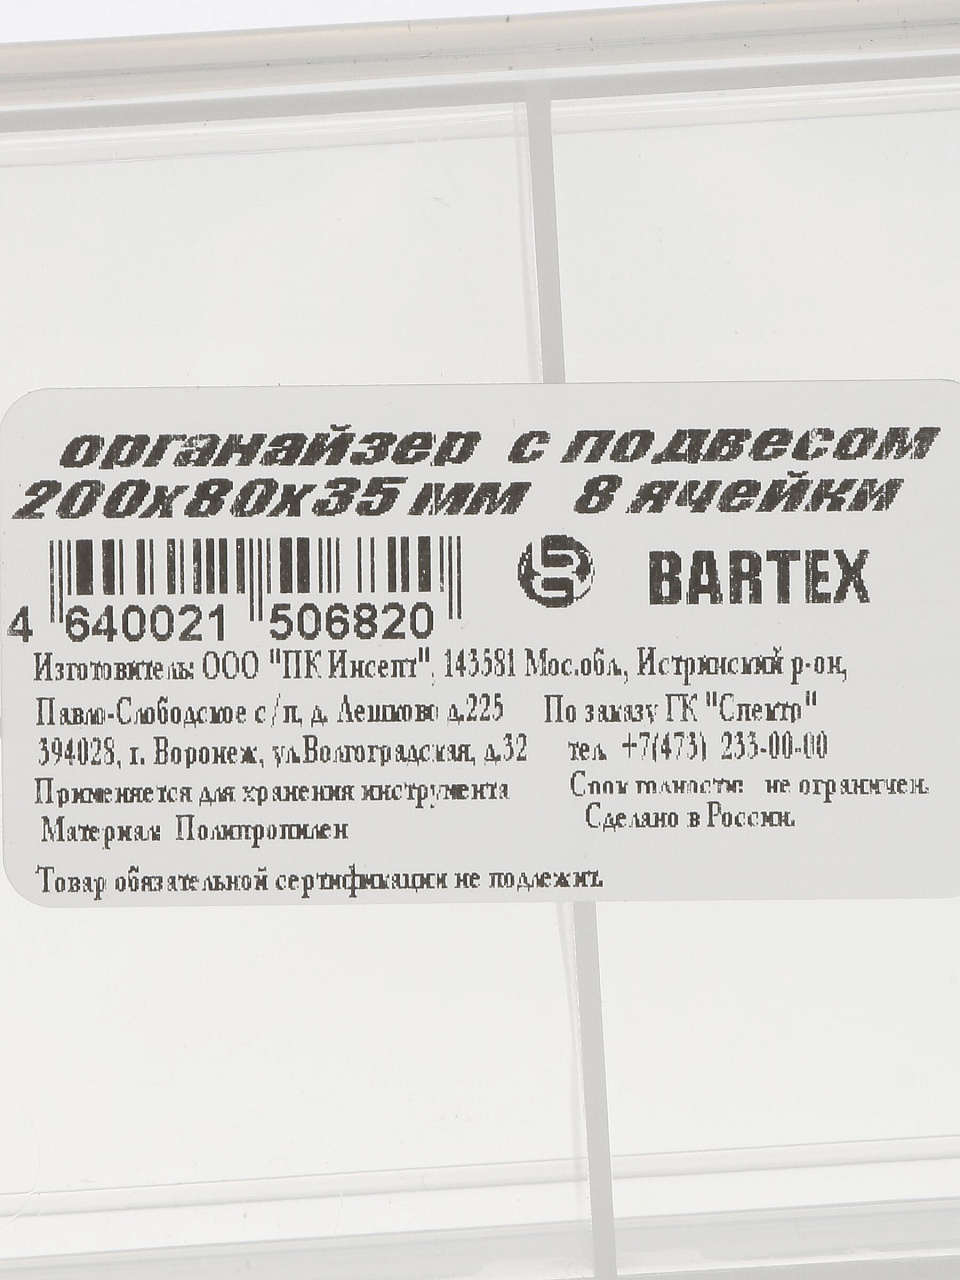 органайзер с подвесом
200х80х35 мм 8 ячейки
BARTEX
4 640021 506820
Изготовитель: ООО "ПК Инсепт", 143581 Мос.обл., Истринский р-он,
Павло-Слободское с/п, д. Лешково д.225 По заказу ГК "Спектр"
394028, г. Воронеж, ул.Волгоградская, д.32 тел. +7(473) 233-00-00
Применяется для хранения инструмента Срок годности: не ограничен.
Материал: Полипропилен Сделано в России.
Товар обязательной сертификации не подлежит.